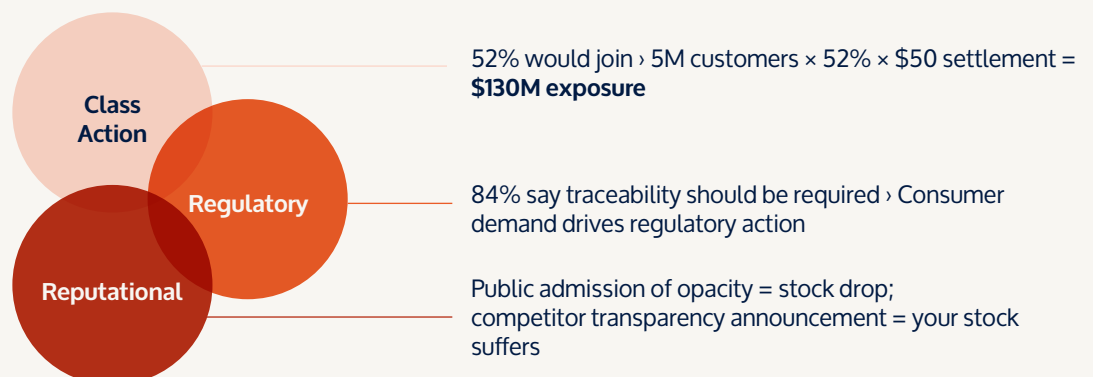 Class
Action
52% would join › 5M customers × 52% × $50 settlement =
$130M exposure
Regulatory
84% say traceability should be required › Consumer
demand drives regulatory action
Reputational
Public admission of opacity = stock drop;
competitor transparency announcement = your stock
suffers